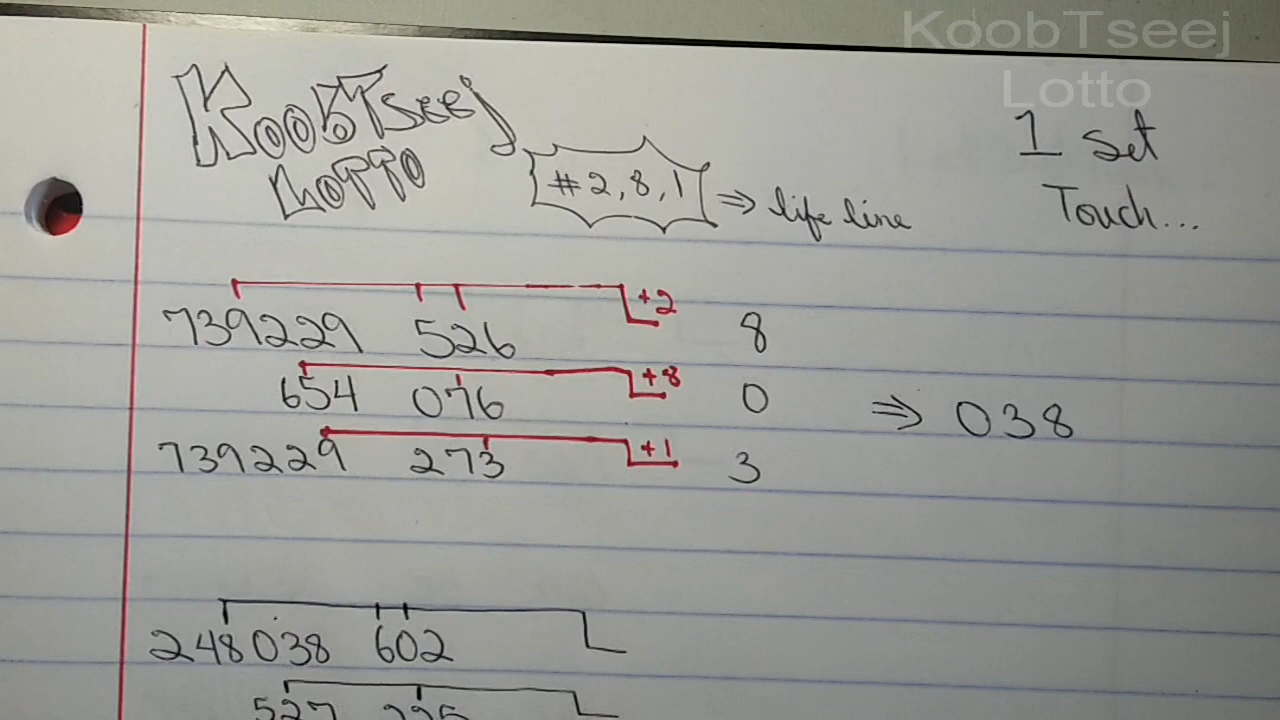 KoobTseej
Lotto
KoobTseej
Lotto
#2,8,1 ⇒ life line
1 Set
Touch...
739229 526 +2 8
654 076 +8 0 ⇒ 038
739229 273 +1 3
248038 602
527